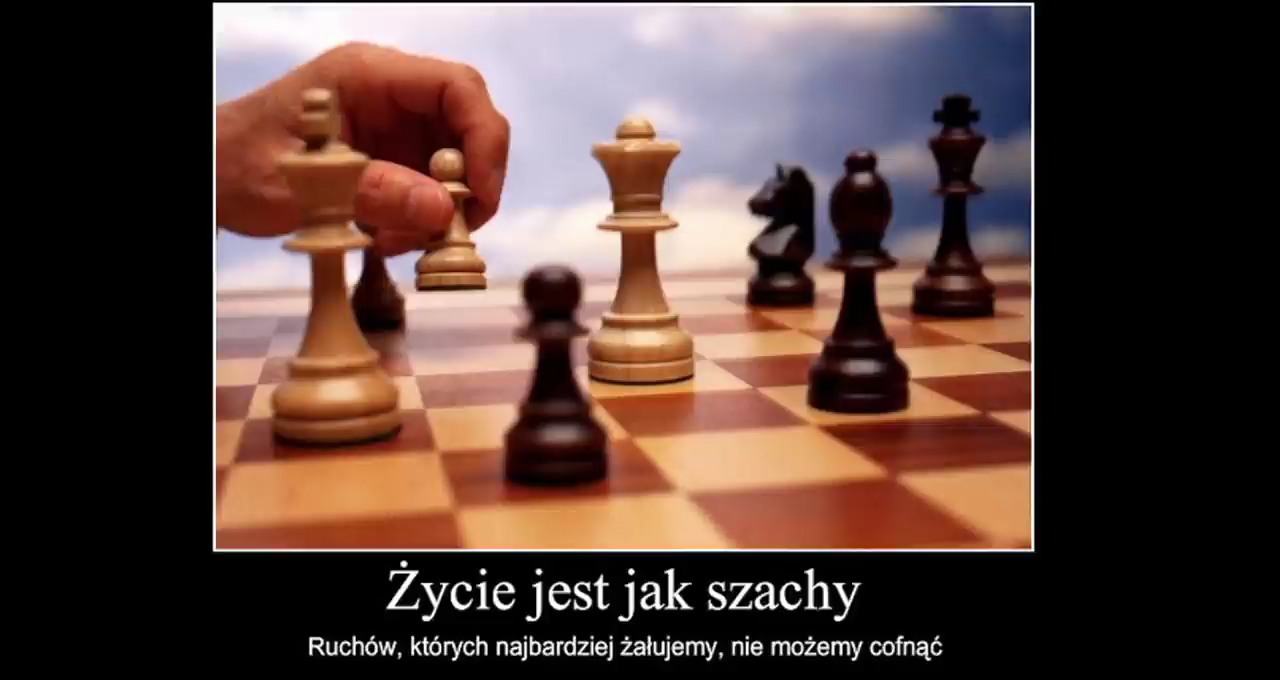 Życie jest jak szachy
Ruchów, których najbardziej żałujemy, nie możemy cofnąć